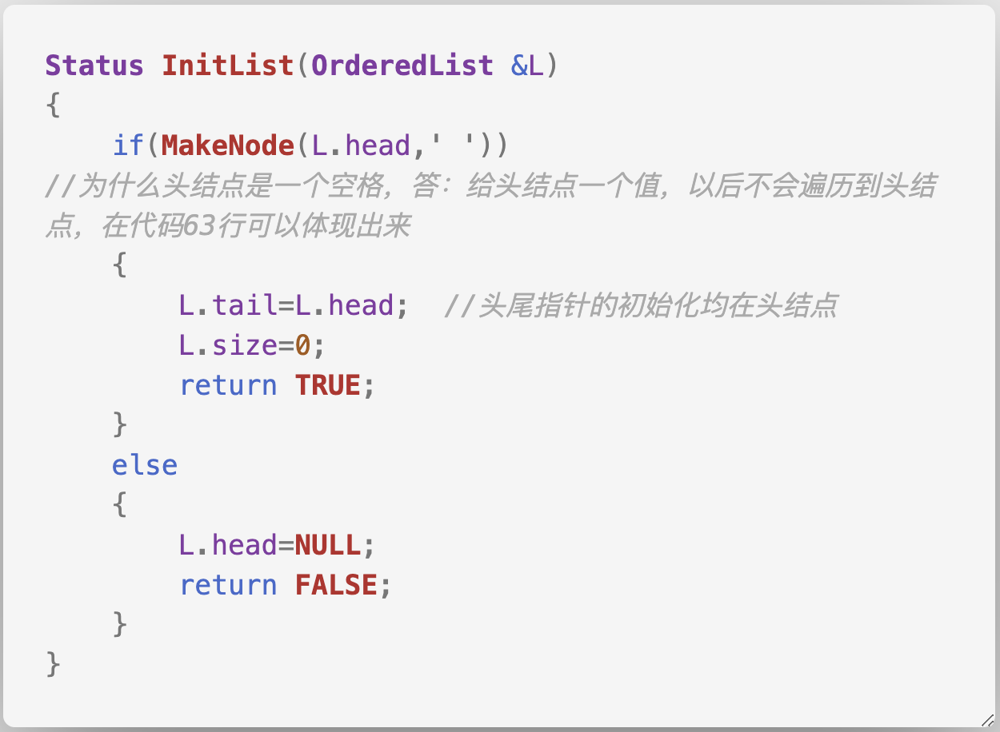 Status InitList(OrderedList &L)
{
    if(MakeNode(L.head,' '))
//为什么头结点是一个空格，答：给头结点一个值，以后不会遍历到头结
点，在代码63行可以体现出来
    {
        L.tail=L.head;  //头尾指针的初始化均在头结点
        L.size=0;
        return TRUE;
    }
    else
    {
        L.head=NULL;
        return FALSE;
    }
}